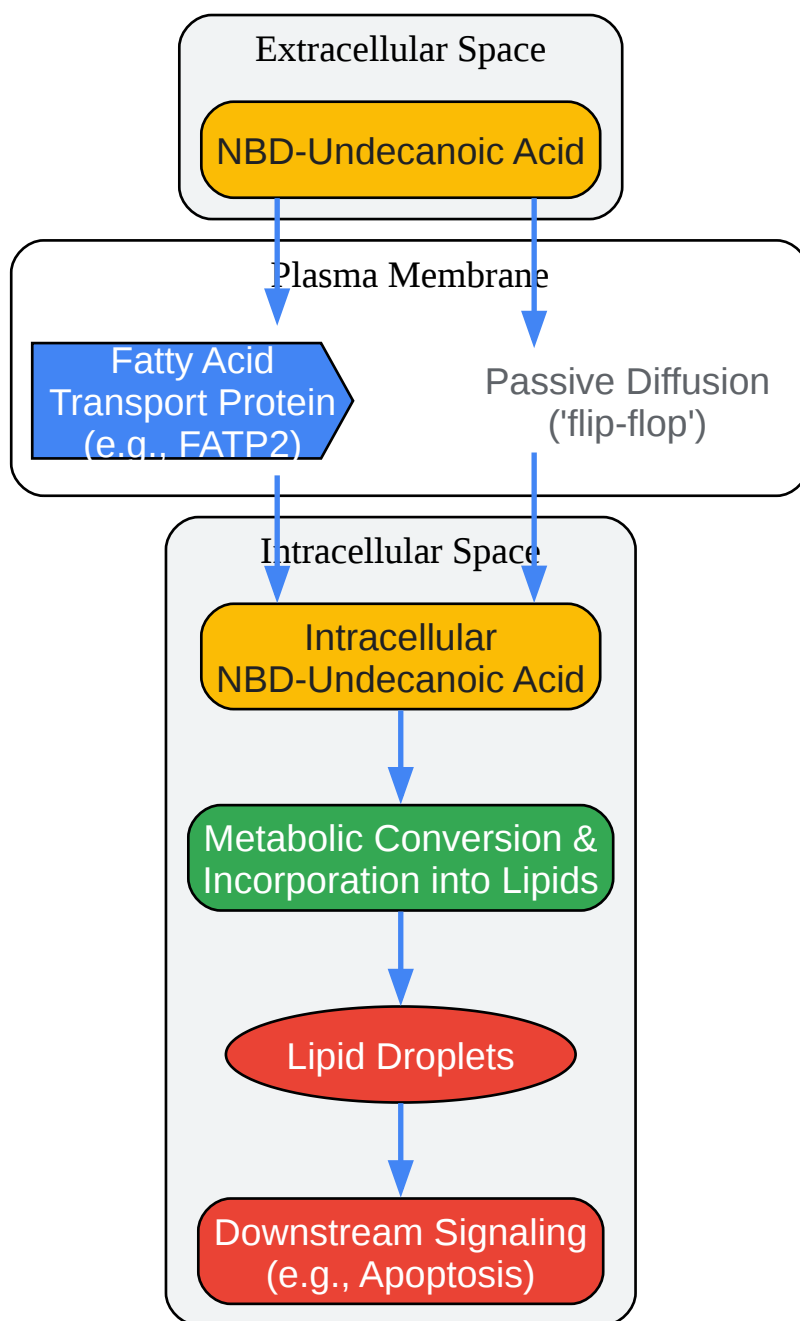 Extracellular Space
NBD-Undecanoic Acid
Plasma Membrane
Fatty Acid
Transport Protein
(e.g., FATP2)
Passive Diffusion
('flip-flop')
Intracellular Space
Intracellular
NBD-Undecanoic Acid
Metabolic Conversion &
Incorporation into Lipids
Lipid Droplets
Downstream Signaling
(e.g., Apoptosis)